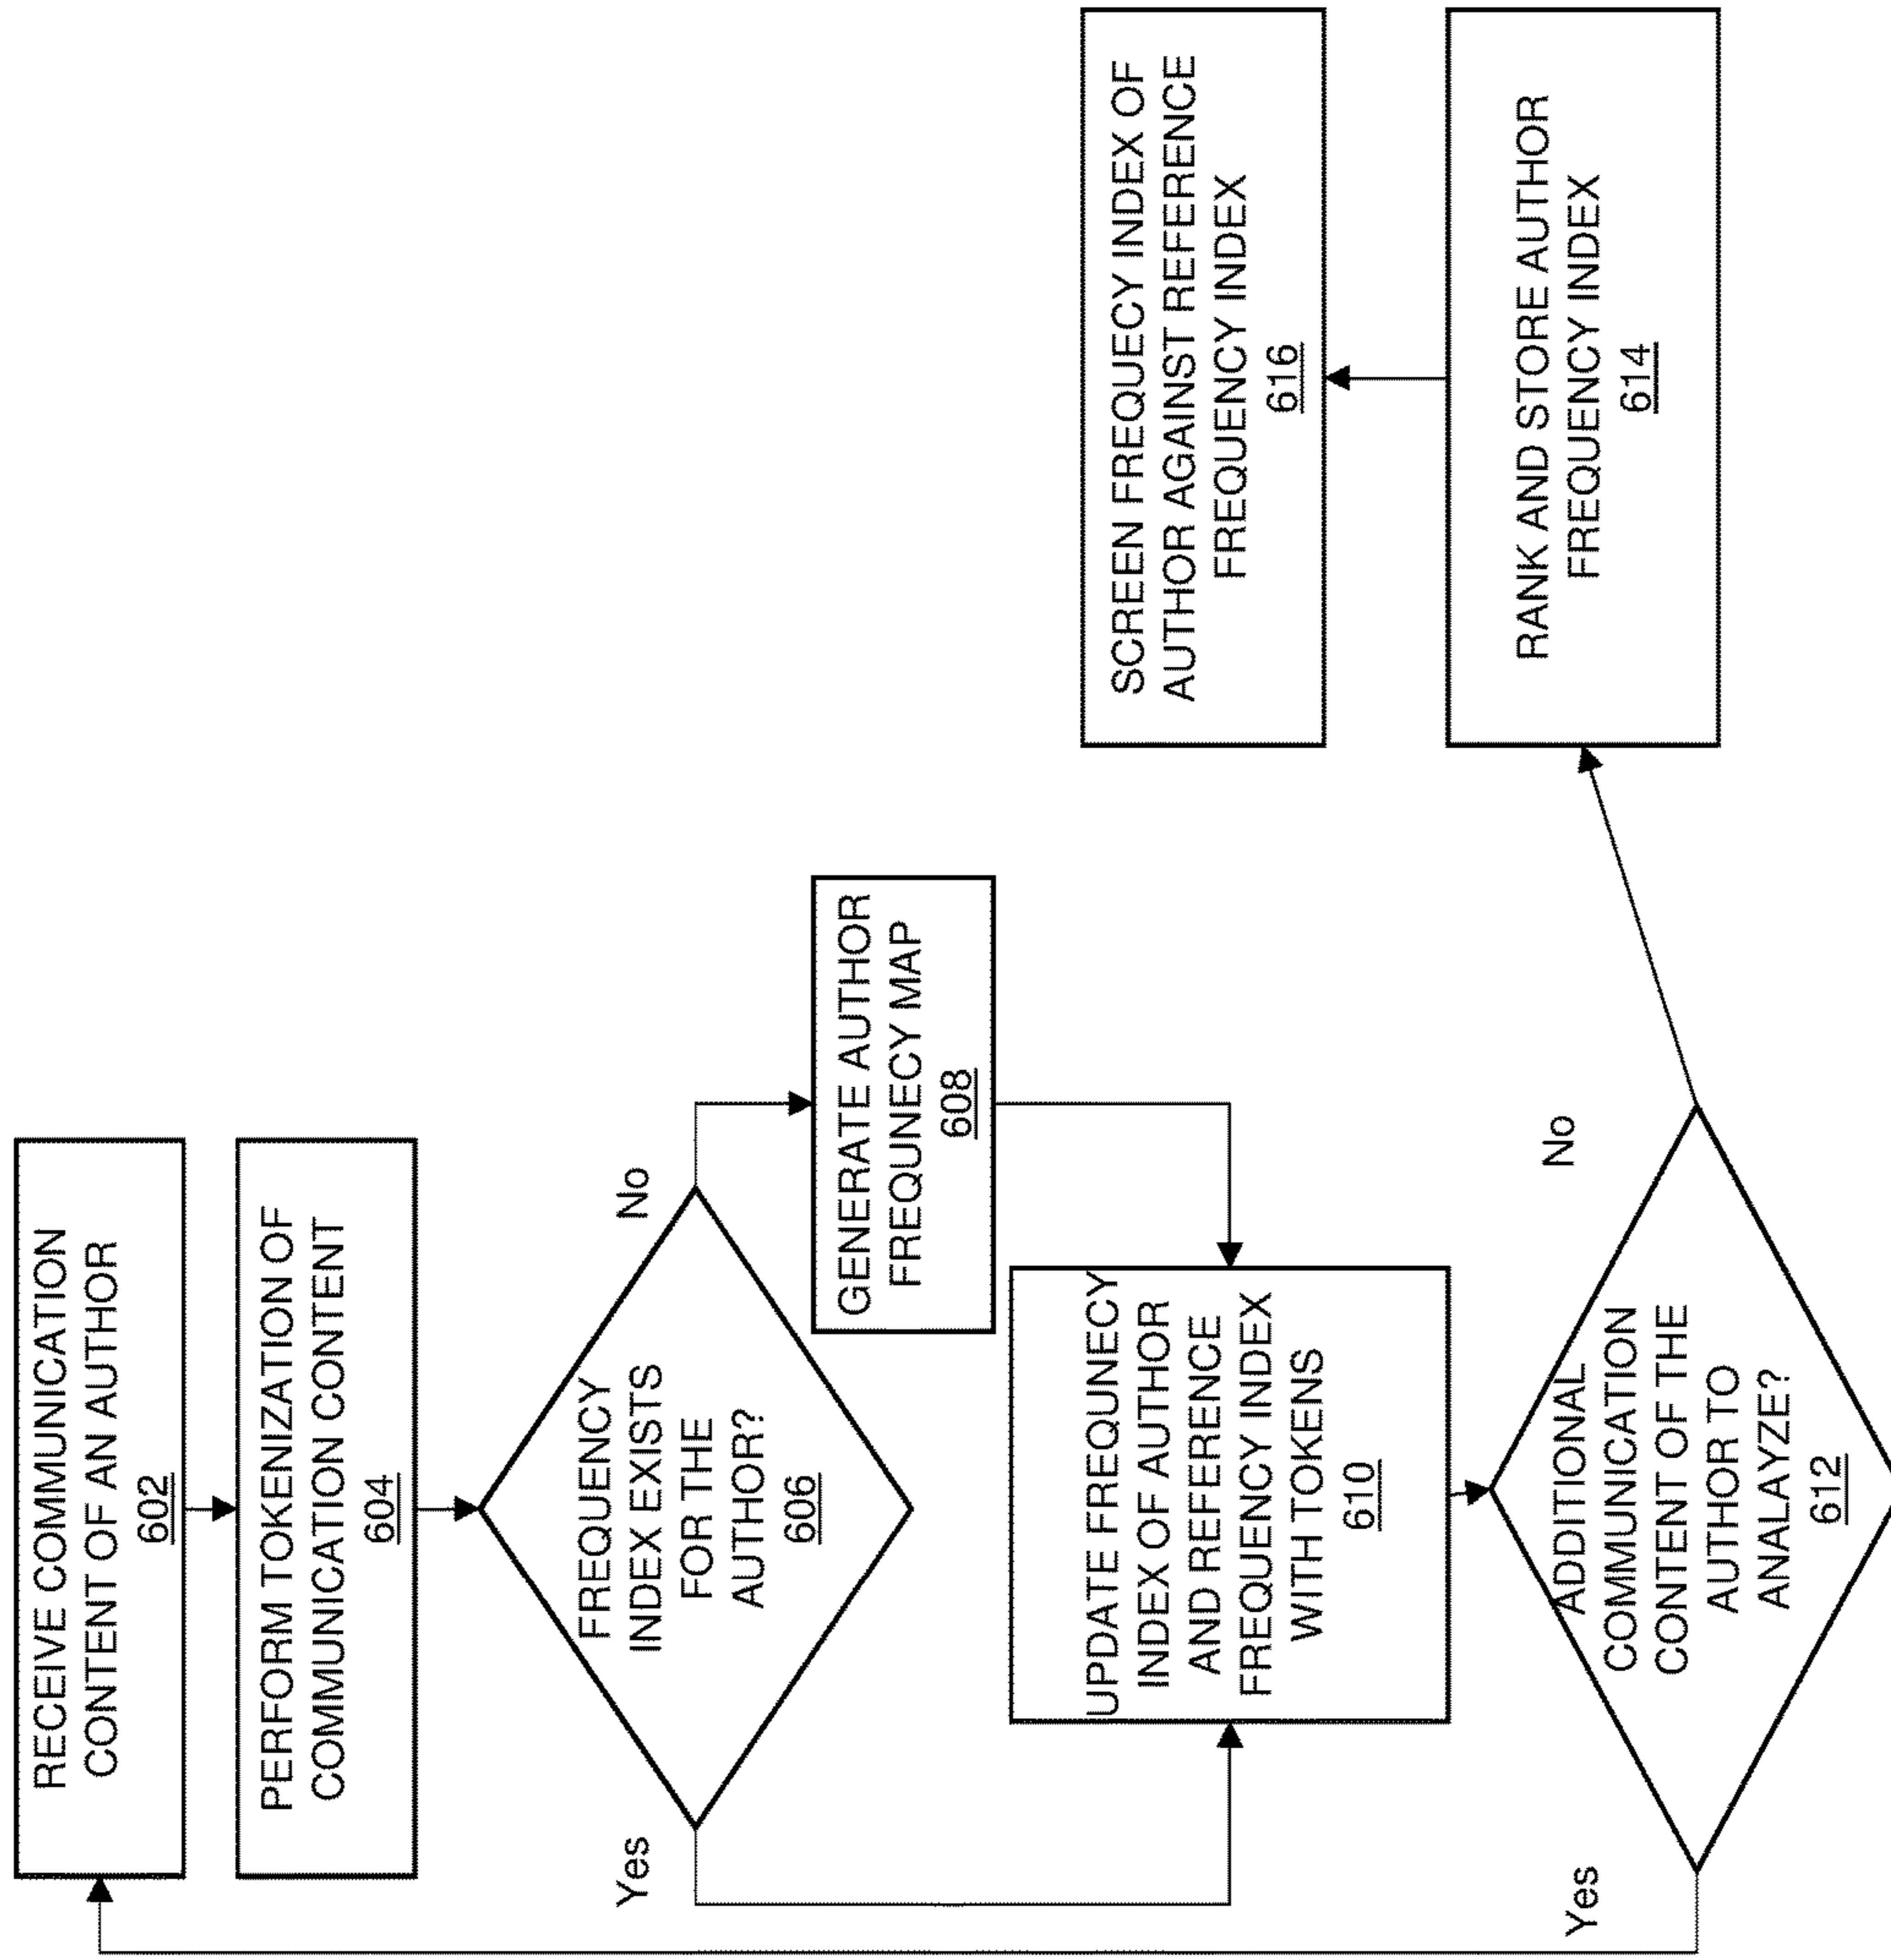 RECEIVE COMMUNICATION
CONTENT OF AN AUTHOR
602
PERFORM TOKENIZATION OF
COMMUNICATION CONTENT
604
FREQUENCY
INDEX EXISTS
FOR THE
AUTHOR?
606
No
Yes
GENERATE AUTHOR
FREQUNECY MAP
608
UPDATE FREQUNECY
INDEX OF AUTHOR
AND REFERENCE
FREQUENCY INDEX
WITH TOKENS
610
ADDITIONAL
COMMUNICATION
CONTENT OF THE
AUTHOR TO
ANALAYZE?
612
Yes
No
RANK AND STORE AUTHOR
FREQUENCY INDEX
614
SCREEN FREQUECY INDEX OF
AUTHOR AGAINST REFERENCE
FREQUENCY INDEX
616